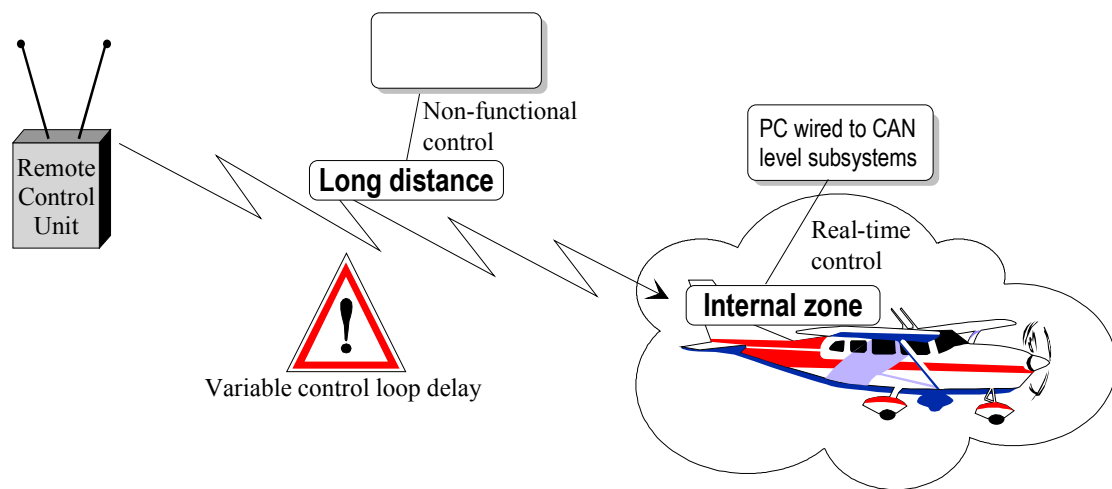 Remote
Control
Unit
Non-functional
control
Long distance
Variable control loop delay
PC wired to CAN
level subsystems
Real-time
control
Internal zone
!